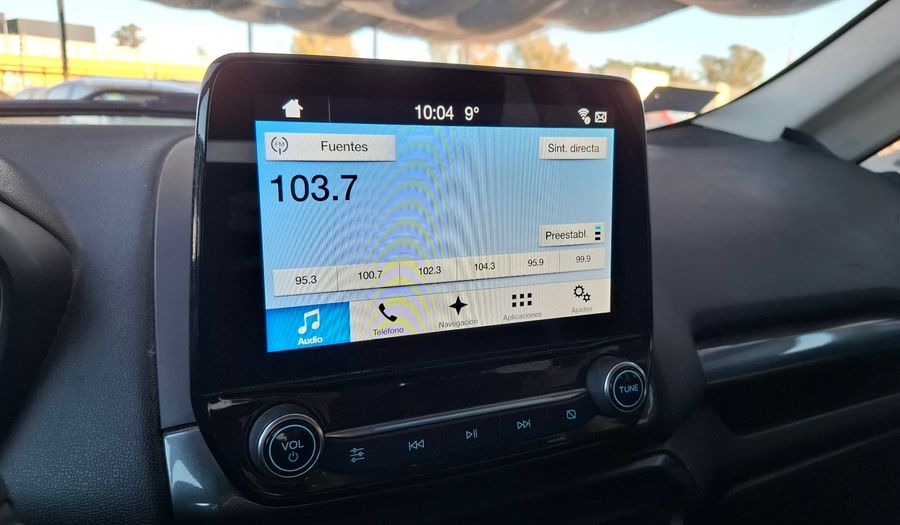 10:04 9°
FM Fuentes
Sint. directa
103.7
Preestabl.
95.3 100.7 102.3 104.3 95.9 99.9
Audio Teléfono Navegación Aplicaciones Ajustes
VOL
TUNE